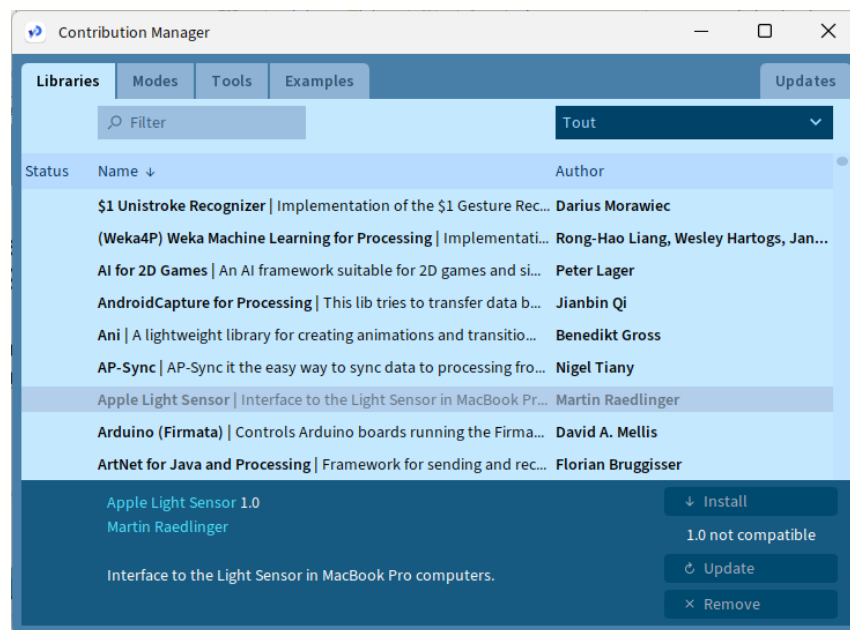 Contribution Manager
Libraries Modes Tools Examples Updates
Filter Tout
Status Name ↓ Author
$1 Unistroke Recognizer | Implementation of the $1 Gesture Rec... Darius Morawiec
(Weka4P) Weka Machine Learning for Processing | Implementati... Rong-Hao Liang, Wesley Hartogs, Jan...
AI for 2D Games | An AI framework suitable for 2D games and si... Peter Lager
AndroidCapture for Processing | This lib tries to transfer data b... Jianbin Qi
Ani | A lightweight library for creating animations and transitio... Benedikt Gross
AP-Sync | AP-Sync it the easy way to sync data to processing fro... Nigel Tiany
Apple Light Sensor | Interface to the Light Sensor in MacBook Pr... Martin Raedlinger
Arduino (Firmata) | Controls Arduino boards running the Firma... David A. Mellis
ArtNet for Java and Processing | Framework for sending and rec... Florian Bruggisser
Apple Light Sensor 1.0
Martin Raedlinger
Interface to the Light Sensor in MacBook Pro computers.
↓ Install
1.0 not compatible
Update
× Remove